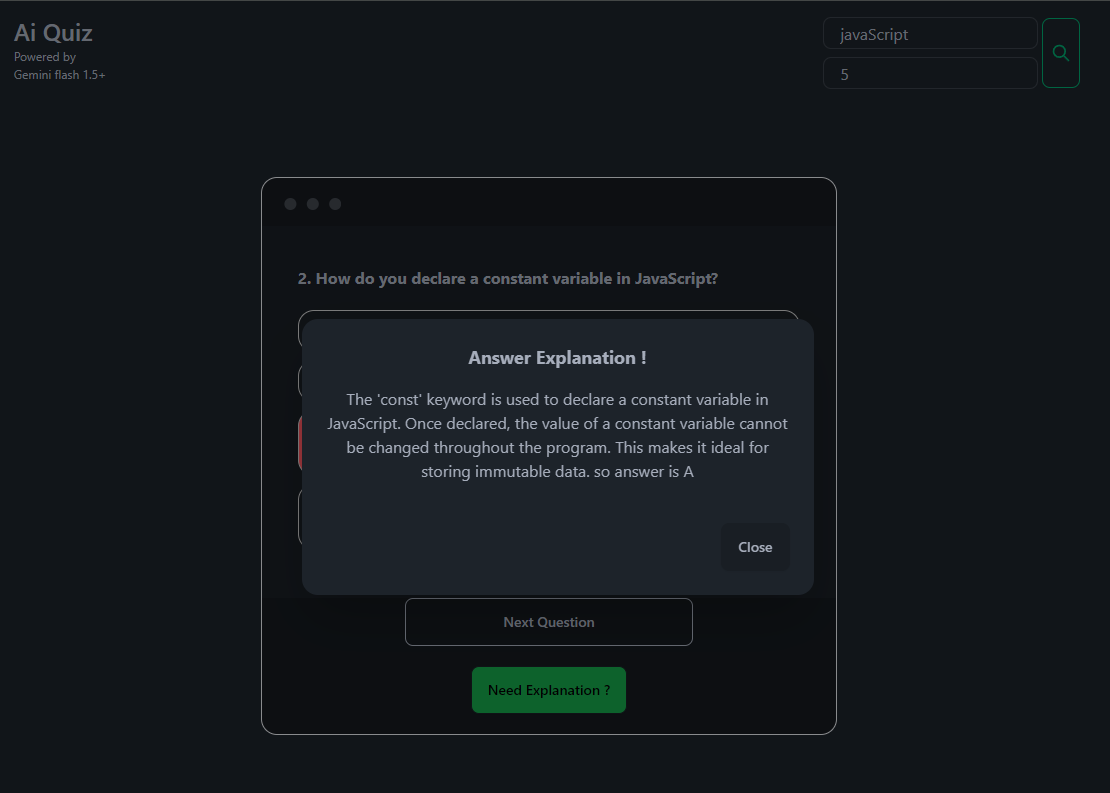 Ai Quiz
Powered by
Gemini flash 1.5+
javaScript
5
2. How do you declare a constant variable in JavaScript?
Answer Explanation !
The 'const' keyword is used to declare a constant variable in
JavaScript. Once declared, the value of a constant variable cannot
be changed throughout the program. This makes it ideal for
storing immutable data. so answer is A
Close
Next Question
Need Explanation ?